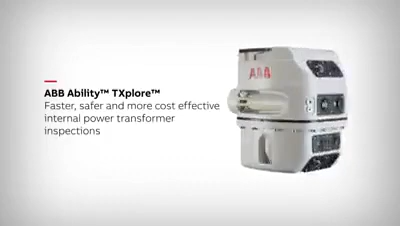 ABB Ability™ TXplore™
Faster, safer and more cost effective
internal power transformer
inspections
ABB